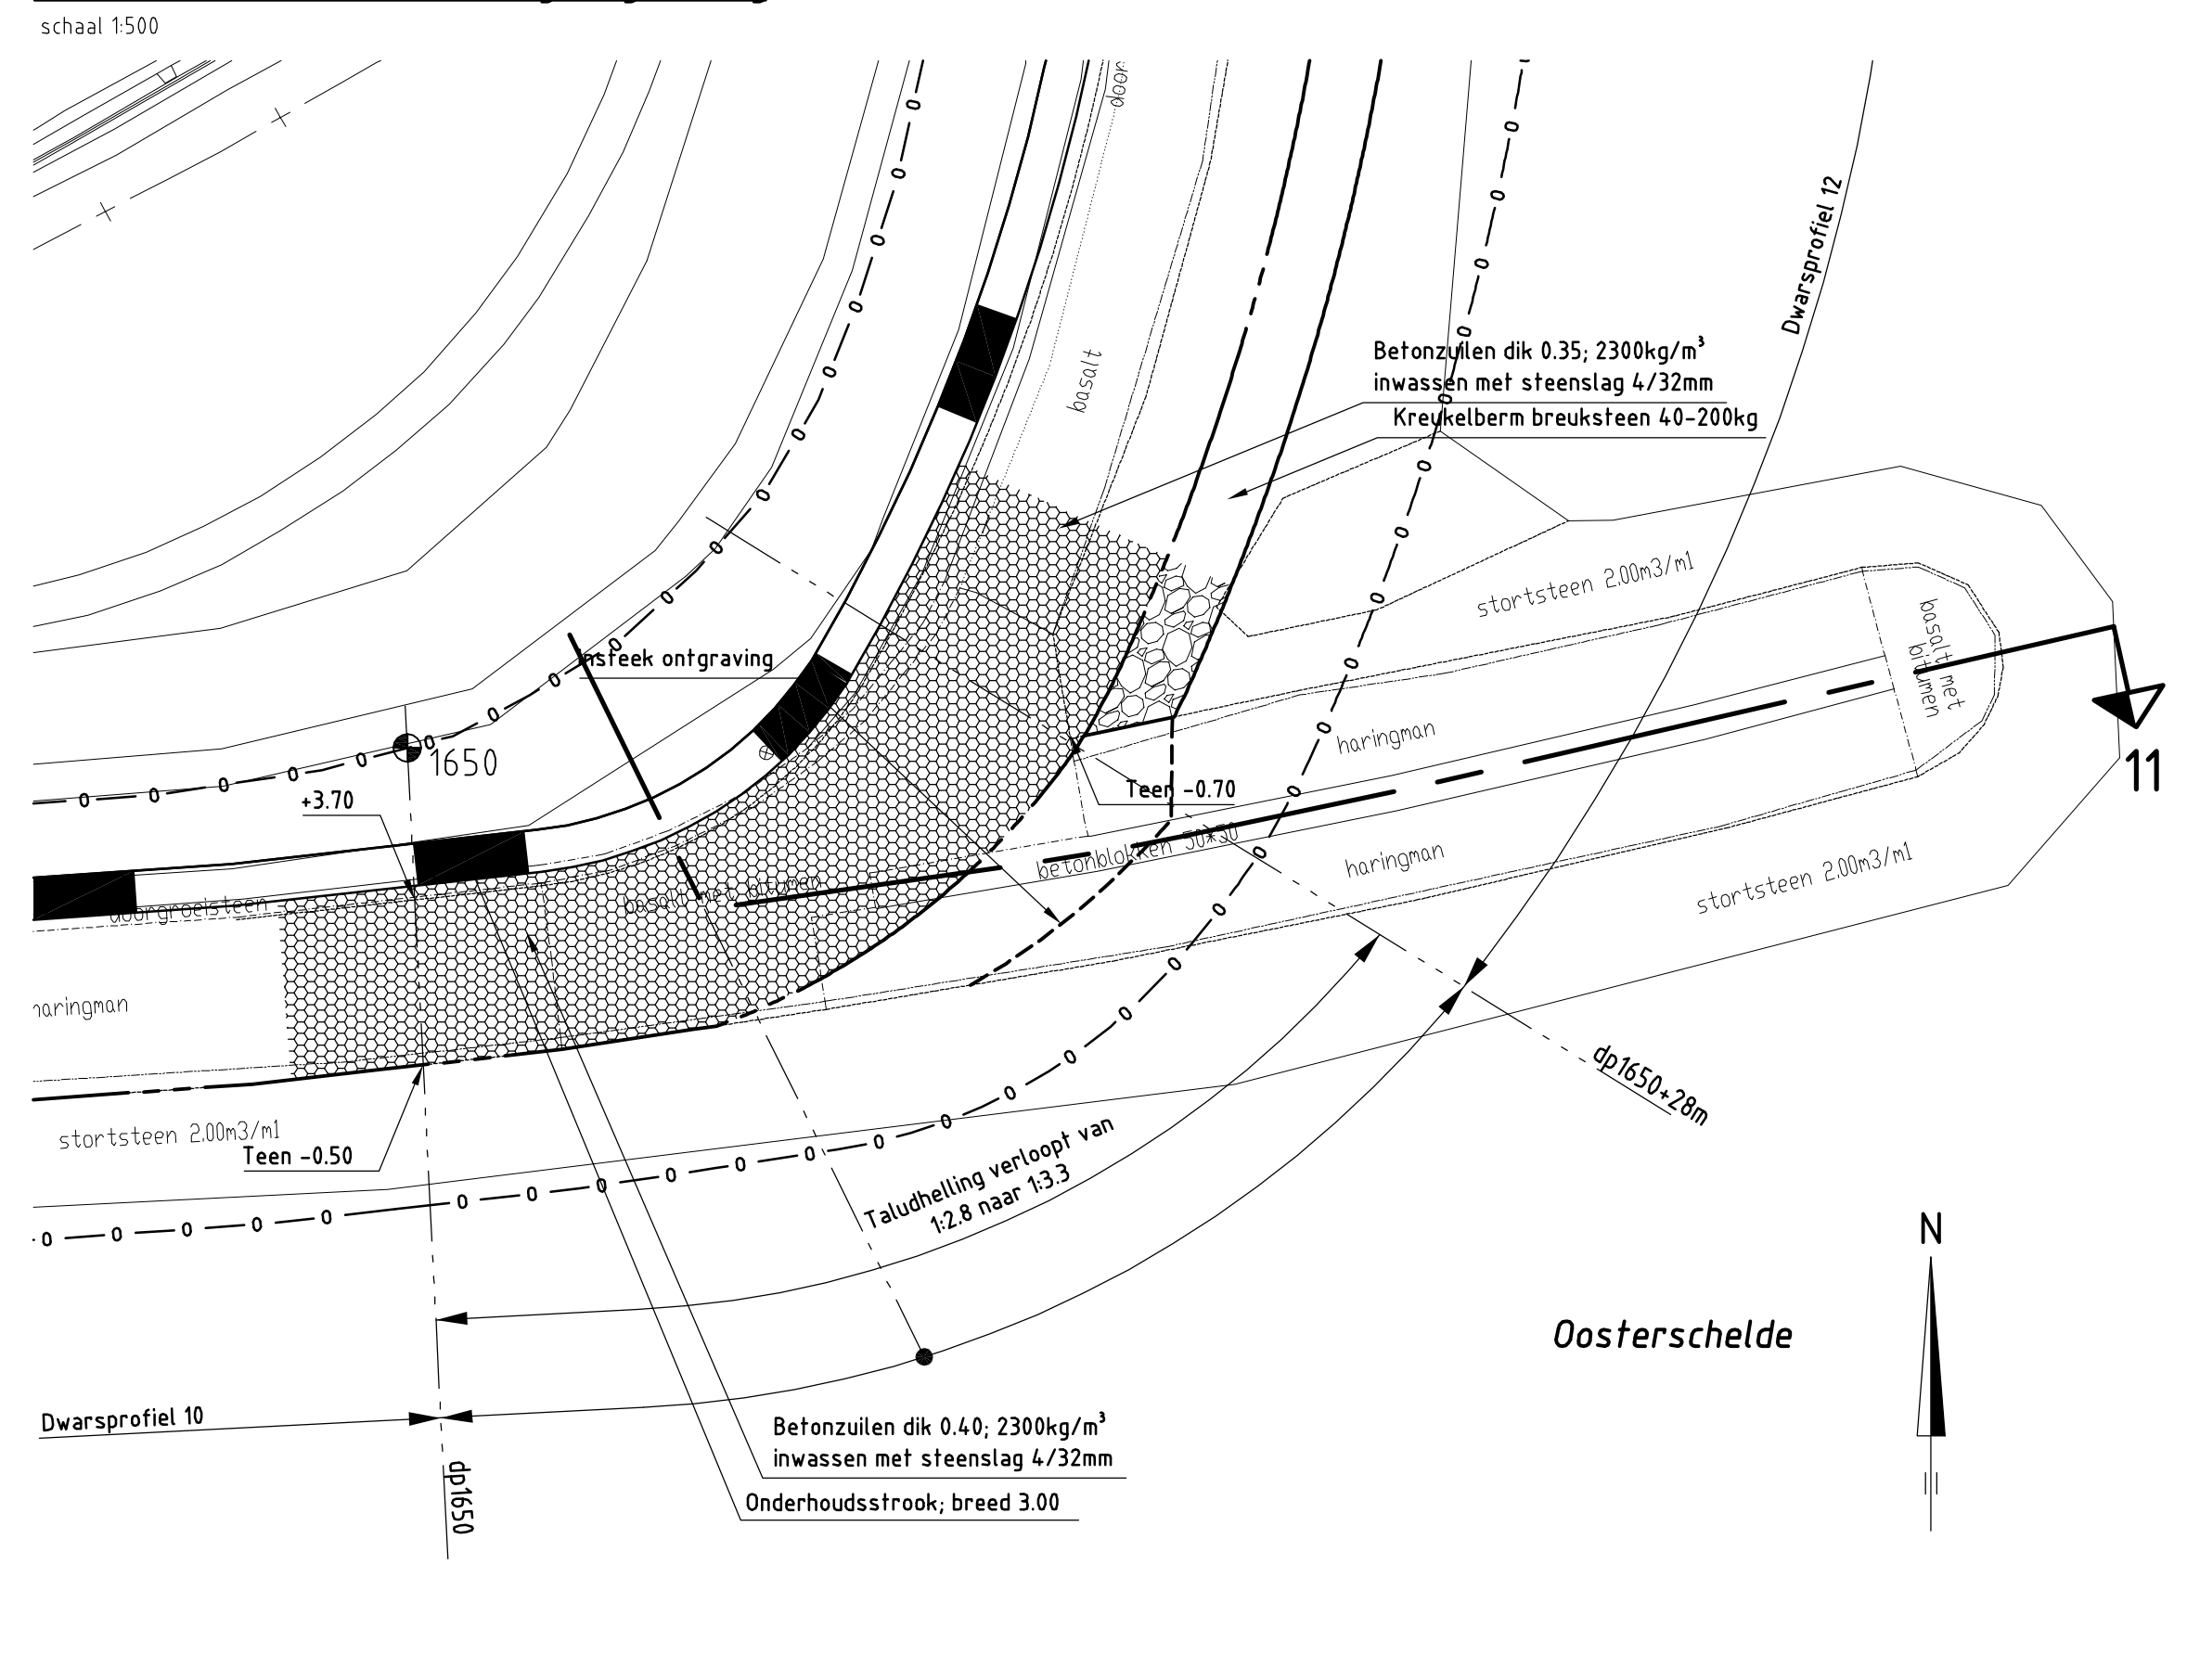 schaal 1:500
door
Dwarsprofiel 12
basalt
Betonzuilen dik 0.35; 2300kg/m³
inwassen met steenslag 4/32mm
Kreukelberm breuksteen 40-200kg
stortsteen 2.00m3/m1
basalt met
bitumen
Insteek ontgraving
haringman
1650
11
+3.70
Teen -0.70
betonblokken 50*50
haringman
stortsteen 2.00m3/m1
basalt met bitumen
doorgroeisteen
haringman
dp1650+28m
stortsteen 2.00m3/m1
Teen -0.50
Taludhelling verloopt van
1:2.8 naar 1:3.3
N
Oosterschelde
Dwarsprofiel 10
Betonzuilen dik 0.40; 2300kg/m³
inwassen met steenslag 4/32mm
Onderhoudsstrook; breed 3.00
dp1650